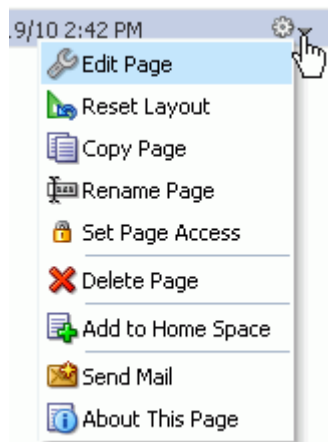 .9/10 2:42 PM
Edit Page
Reset Layout
Copy Page
Rename Page
Set Page Access
Delete Page
Add to Home Space
Send Mail
About This Page